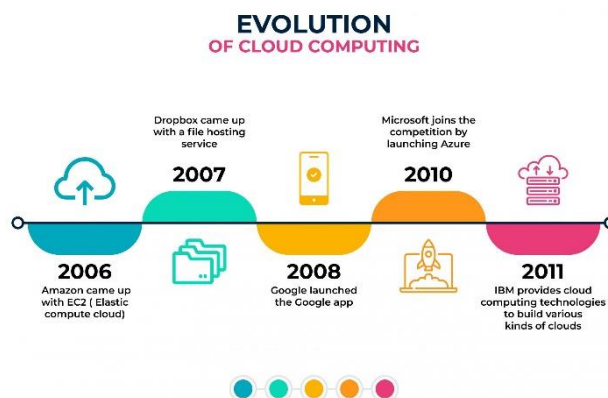 EVOLUTION
OF CLOUD COMPUTING
Dropbox came up
with a file hosting
service
2007
Microsoft joins the
competition by
launching Azure
2010
2006
Amazon came up
with EC2 ( Elastic
compute cloud)
2008
Google launched
the Google app
2011
IBM provides cloud
computing technologies
to build various
kinds of clouds